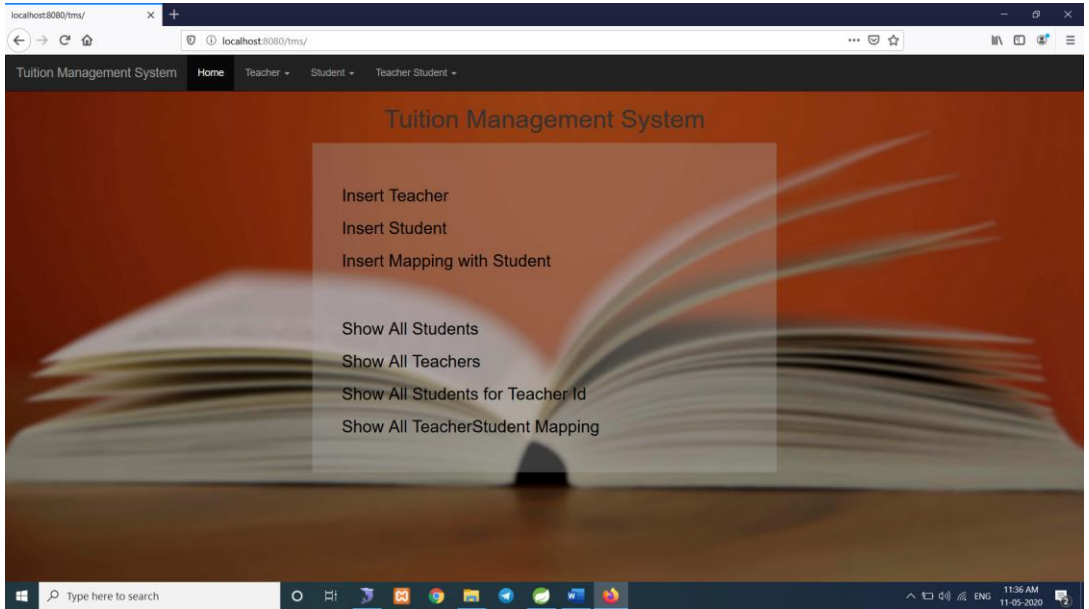 localhost:8080/tms/
localhost:8080/tms/
Tuition Management System Home Teacher Student Teacher Student
Tuition Management System
Insert Teacher
Insert Student
Insert Mapping with Student
Show All Students
Show All Teachers
Show All Students for Teacher Id
Show All TeacherStudent Mapping
Type here to search
ENG
11:36 AM
11-05-2020
2